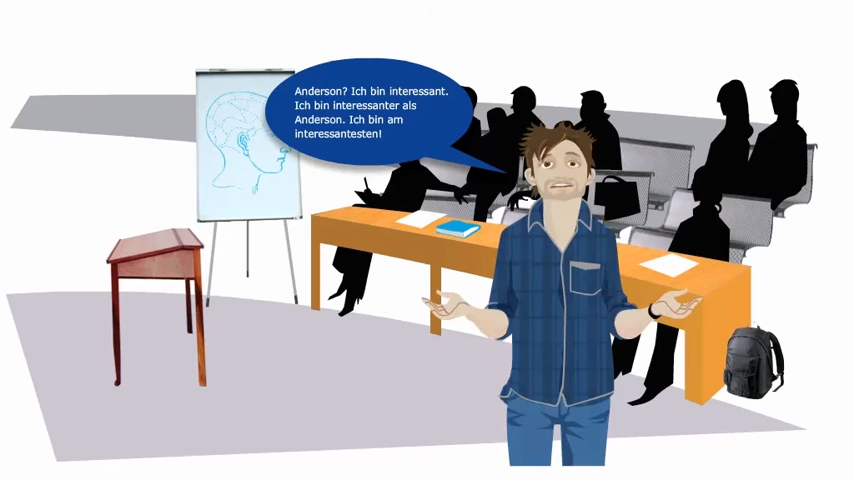 Anderson? Ich bin interessant.
Ich bin interessanter als
Anderson. Ich bin am
interessantesten!